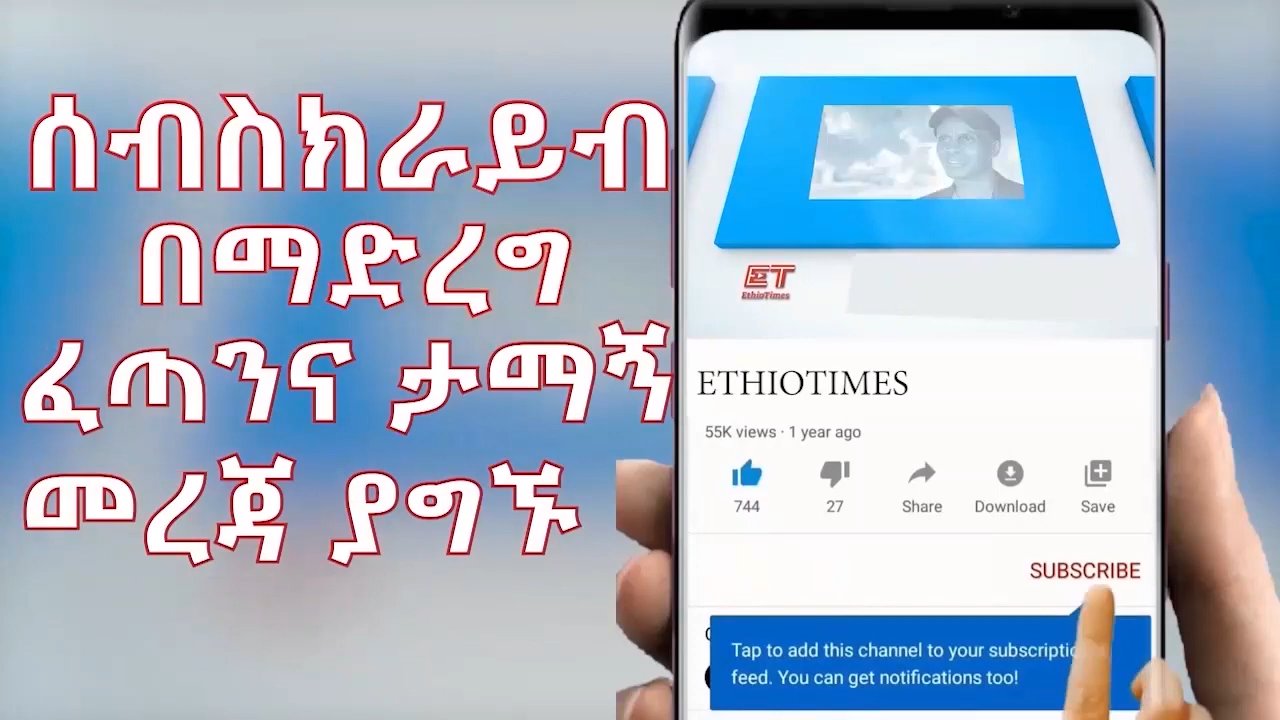 ሰብስክራይብ
በማድረግ
ፈጣንና ታማኝ
መረጃ ያግኙ
ET
EthioTimes
ETHIOTIMES
55K views · 1 year ago
744 27 Share Download Save
SUBSCRIBE
Tap to add this channel to your
feed. You can get notifications too!